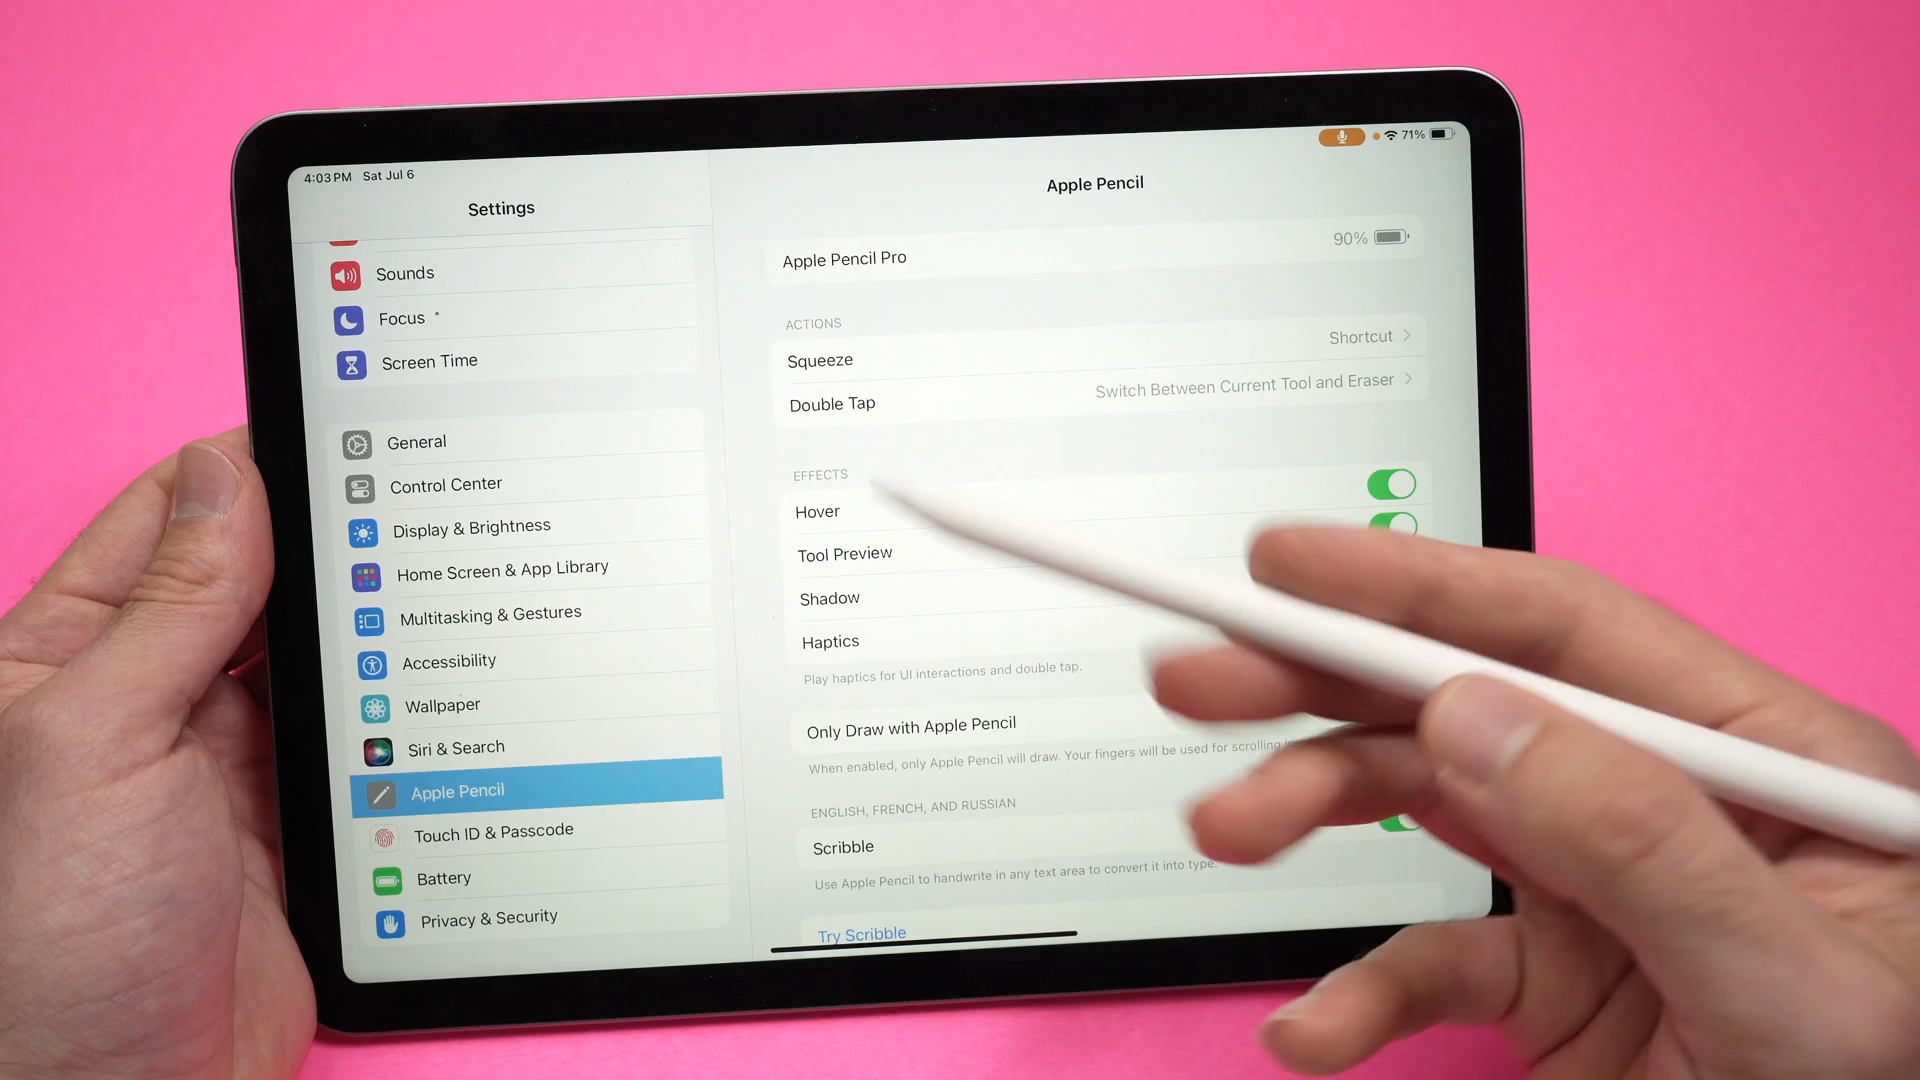 4:03 PM Sat Jul 6
71%
Settings
Sounds
Focus
Screen Time
General
Control Center
Display & Brightness
Home Screen & App Library
Multitasking & Gestures
Accessibility
Wallpaper
Siri & Search
Apple Pencil
Touch ID & Passcode
Battery
Privacy & Security
Apple Pencil
Apple Pencil Pro 90%
ACTIONS
Squeeze Shortcut
Double Tap Switch Between Current Tool and Eraser
EFFECTS
Hover
Tool Preview
Shadow
Haptics
Play haptics for UI interactions and double tap.
Only Draw with Apple Pencil
When enabled, only Apple Pencil will draw. Your fingers will be used for scrolling
ENGLISH, FRENCH, AND RUSSIAN
Scribble
Use Apple Pencil to handwrite in any text area to convert it into type.
Try Scribble